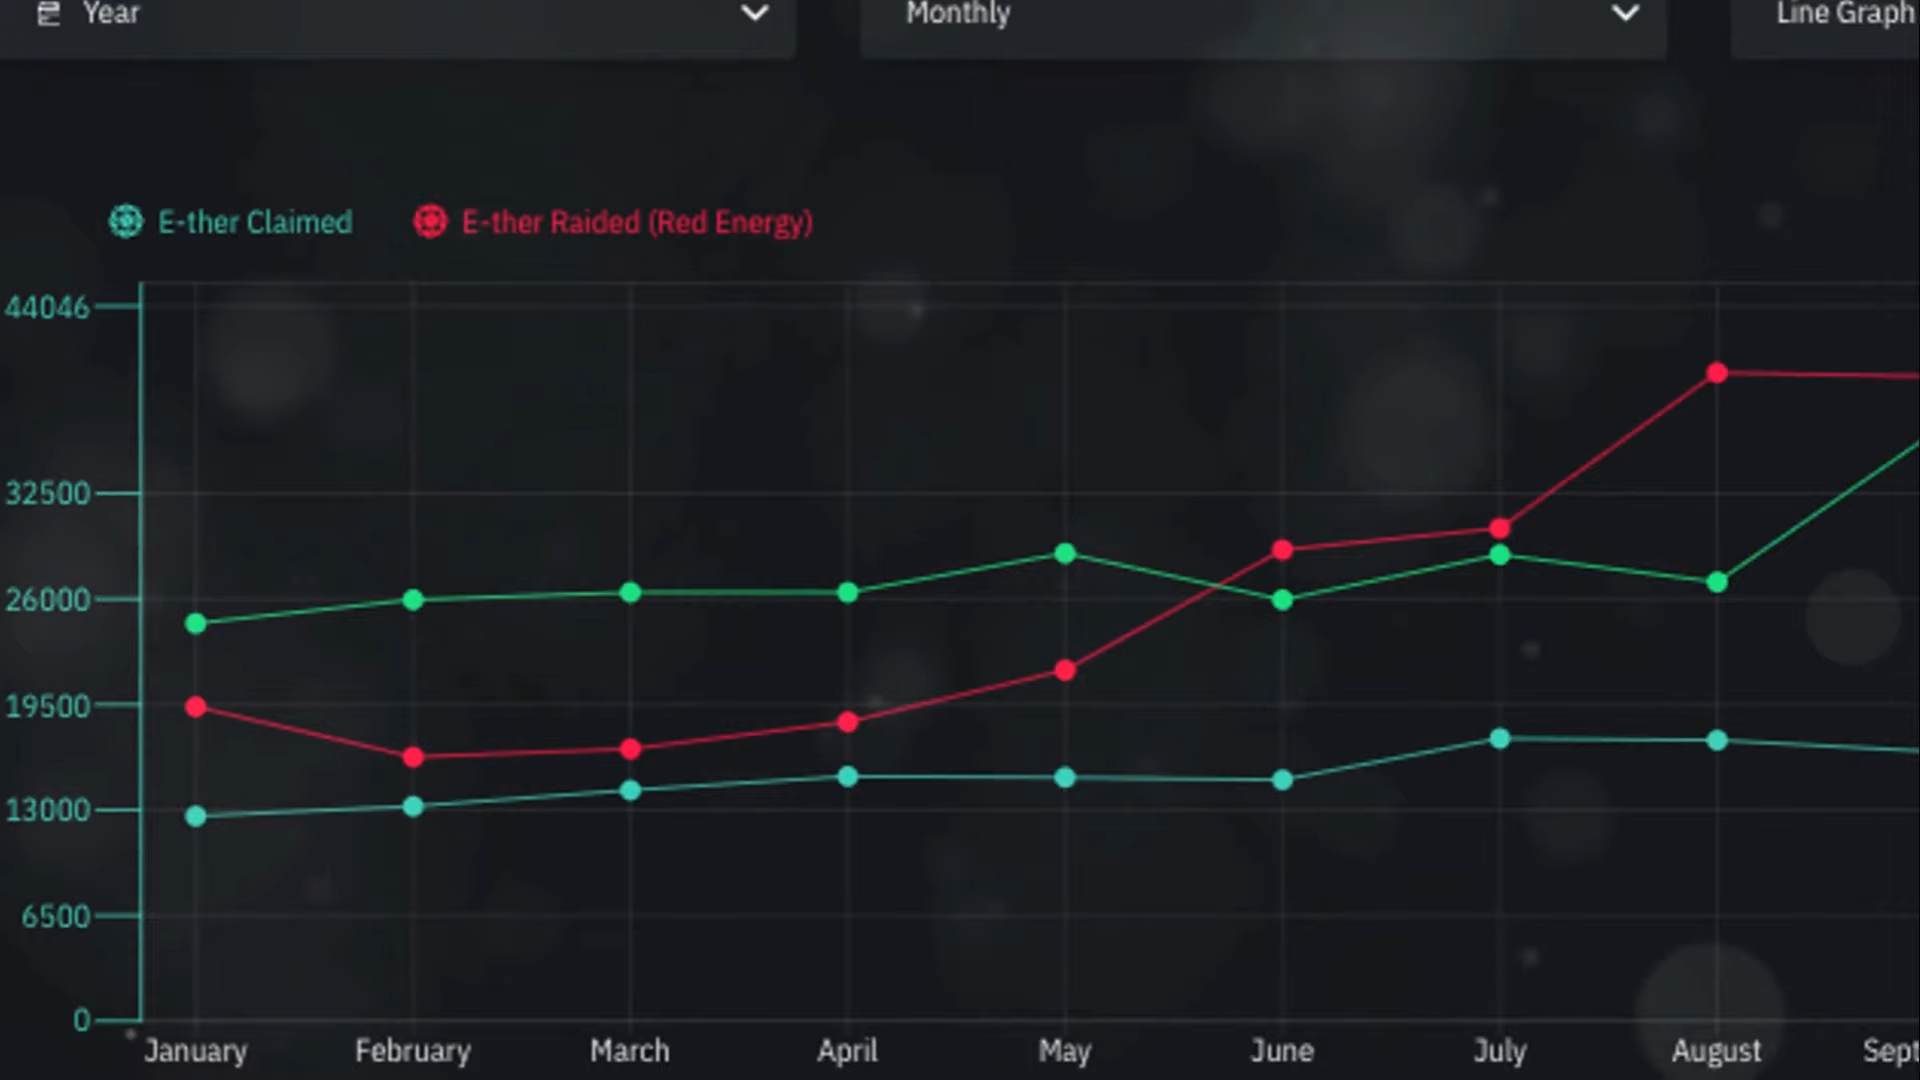 Year
Monthly
Line Graph
E-ther Claimed
E-ther Raided (Red Energy)
44046
32500
26000
19500
13000
6500
0
January
February
March
April
May
June
July
August
Sept